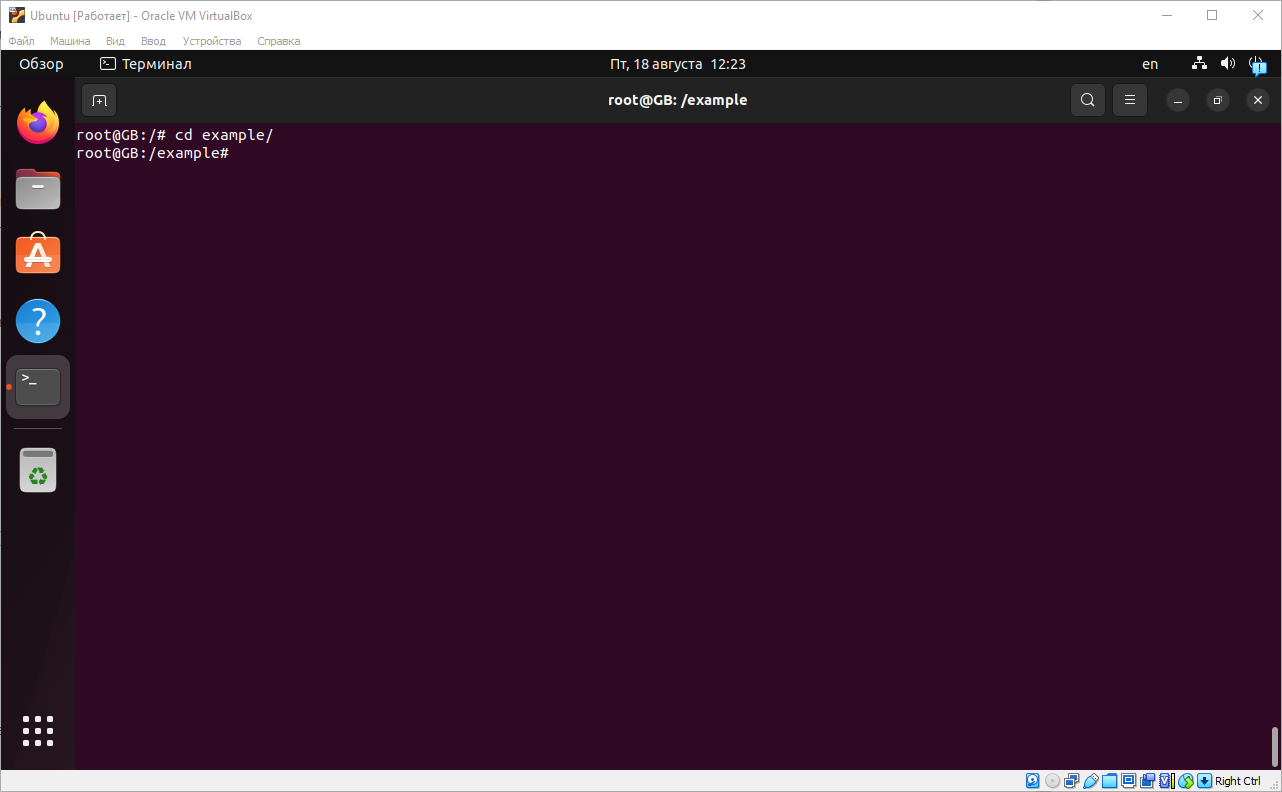 Ubuntu [Работает] - Oracle VM VirtualBox
Файл Машина Вид Ввод Устройства Справка
Обзор Терминал Пт, 18 августа 12:23 en
root@GB: /example
root@GB:/# cd example/
root@GB:/example#
Right Ctrl